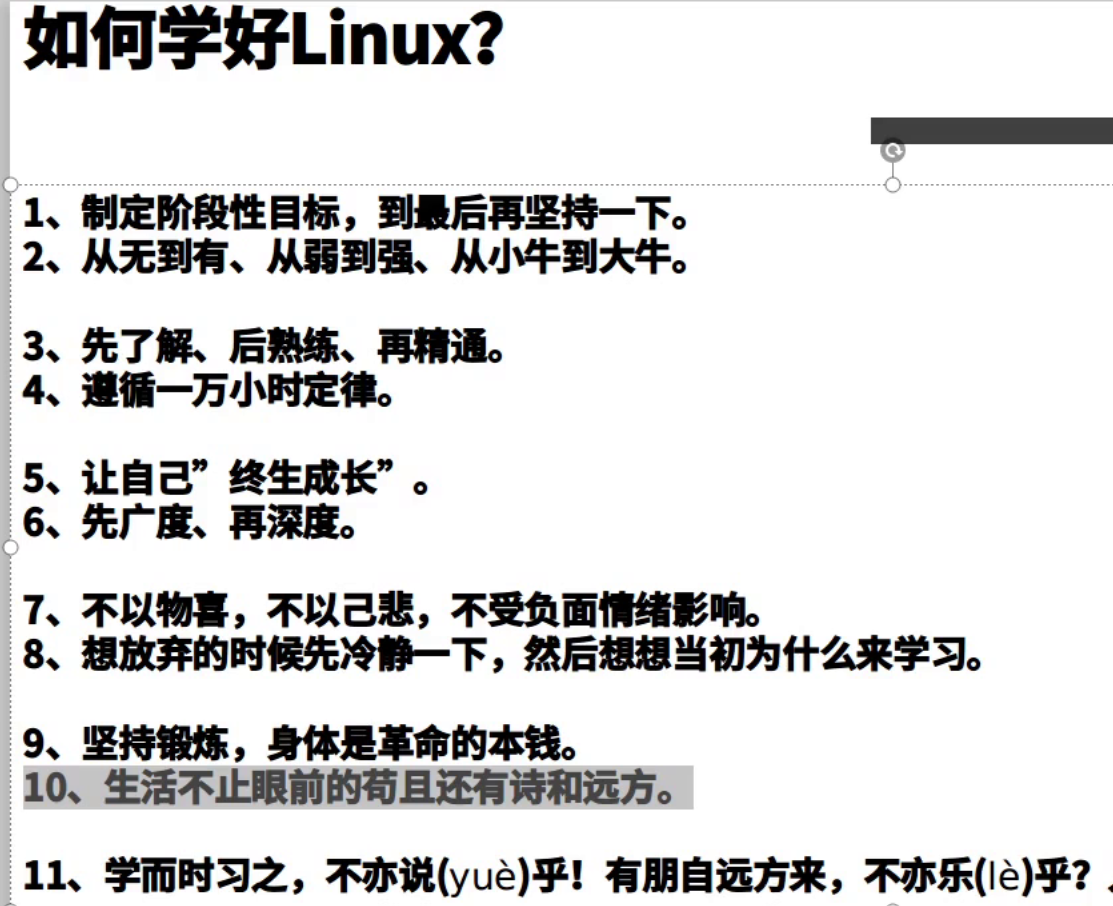 如何学好Linux？
1、制定阶段性目标，到最后再坚持一下。
2、从无到有、从弱到强、从小牛到大牛。
3、先了解、后熟练、再精通。
4、遵循一万小时定律。
5、让自己”终生成长”。
6、先广度、再深度。
7、不以物喜，不以己悲，不受负面情绪影响。
8、想放弃的时候先冷静一下，然后想想当初为什么来学习。
9、坚持锻炼，身体是革命的本钱。
10、生活不止眼前的苟且还有诗和远方。
11、学而时习之，不亦说(yuè)乎！有朋自远方来，不亦乐(lè)乎？